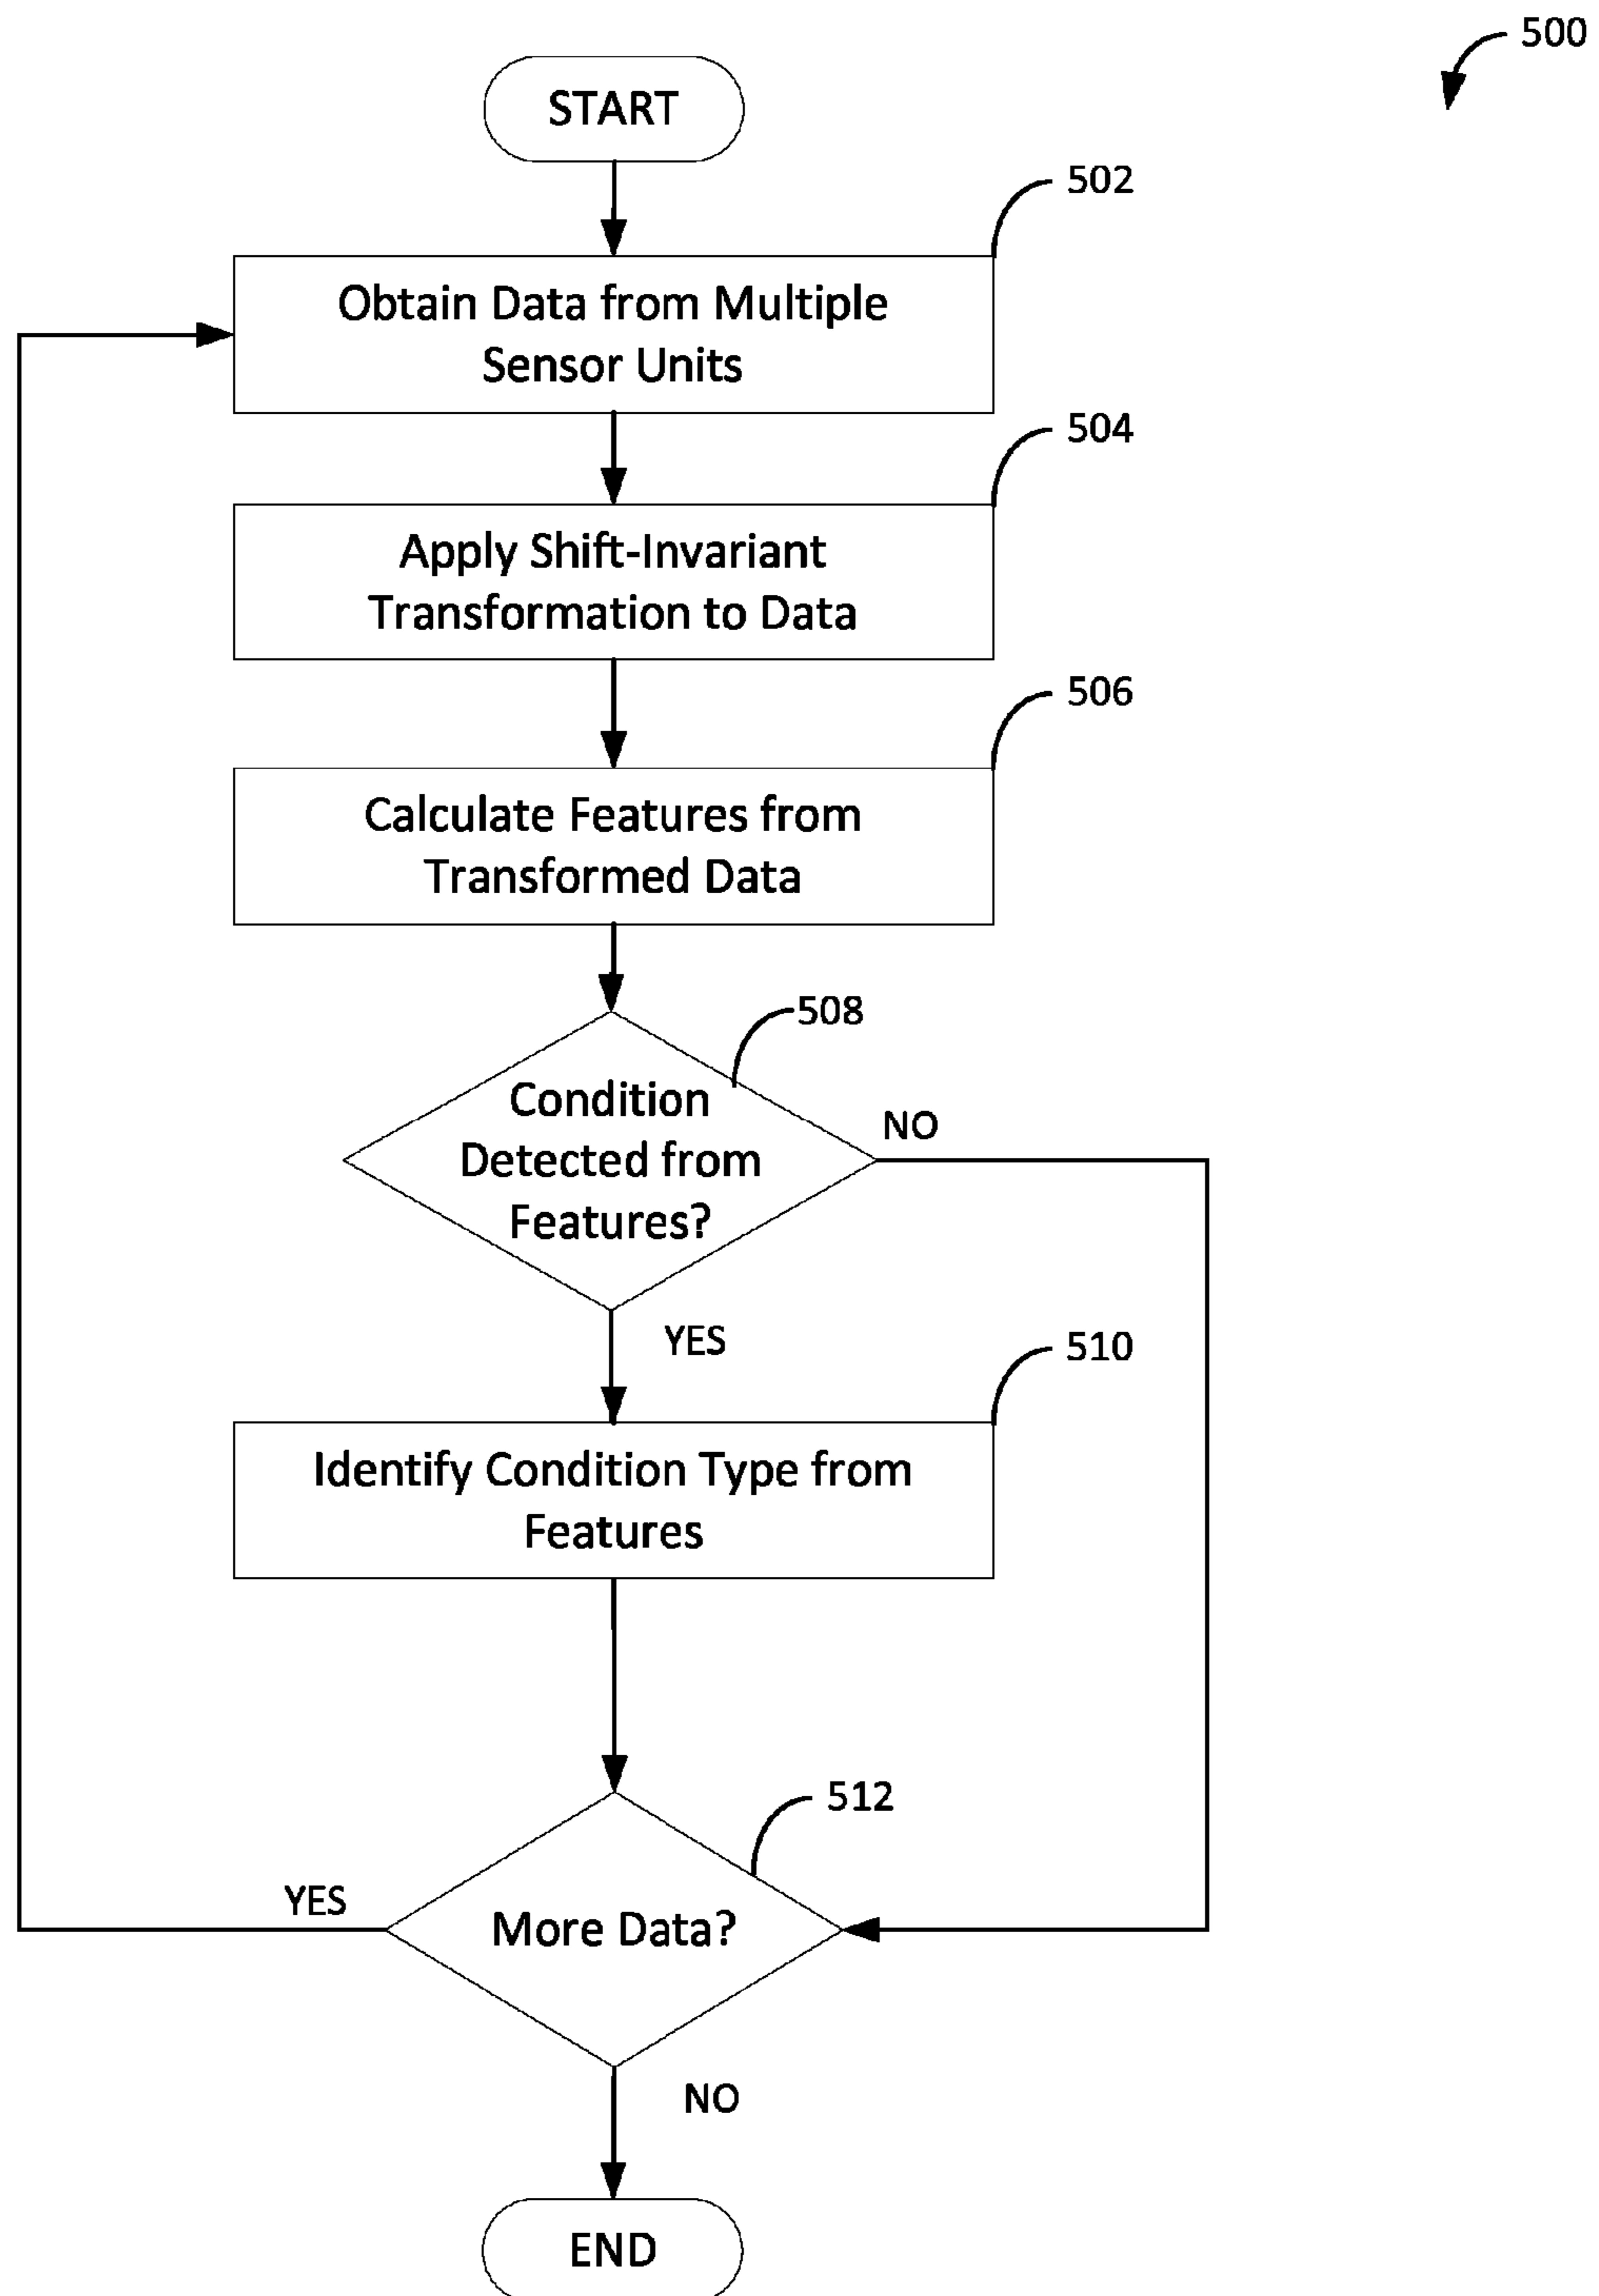 500
START
502
Obtain Data from Multiple
Sensor Units
504
Apply Shift-Invariant
Transformation to Data
506
Calculate Features from
Transformed Data
508
Condition
Detected from
Features?
NO
YES
510
Identify Condition Type from
Features
512
More Data?
YES
NO
END